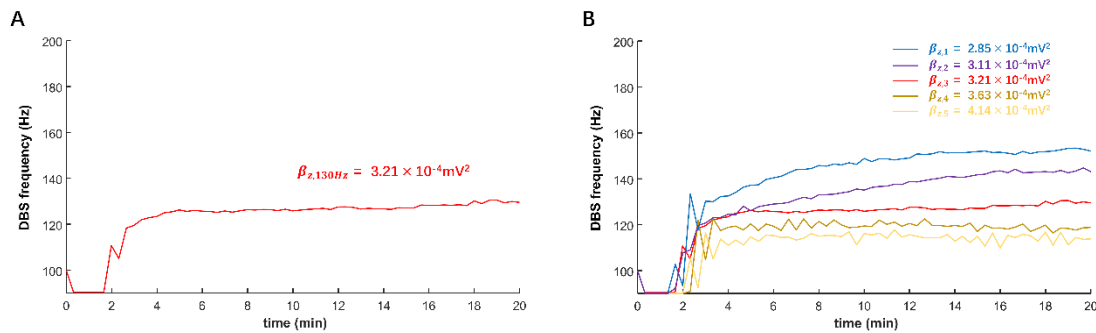 A
DBS frequency (Hz)
200
180
160
140
120
100
β_{z,130Hz} = 3.21 × 10⁻⁴mV²
0 2 4 6 8 10 12 14 16 18 20
time (min)
B
DBS frequency (Hz)
200
180
160
140
120
100
β_{z,1} = 2.85 × 10⁻⁴mV²
β_{z,2} = 3.11 × 10⁻⁴mV²
β_{z,3} = 3.21 × 10⁻⁴mV²
β_{z,4} = 3.63 × 10⁻⁴mV²
β_{z,5} = 4.14 × 10⁻⁴mV²
0 2 4 6 8 10 12 14 16 18 20
time (min)